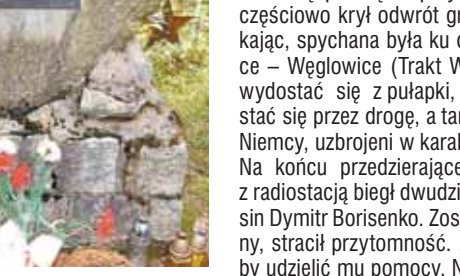 częściowo krył odwrót gr
kając, spychana była ku d
ce – Węglowice (Trakt W
wydostać się z pułapki,
stać się przez drogę, a tar
Niemcy, uzbrojeni w karal
Na końcu przedzierające
z radiostacją biegł dwudzi
sin Dymitr Borisenko. Zos
ny, stracił przytomność.
by udzielić mu pomocy. N